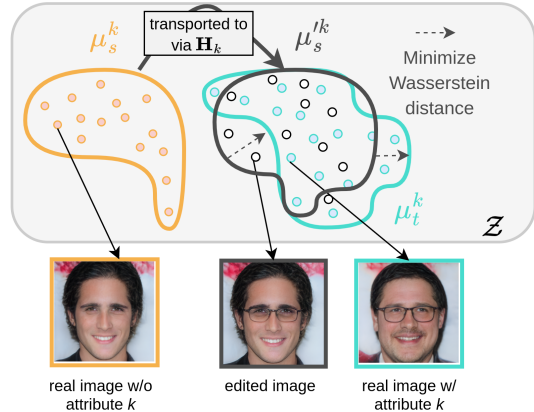 μ_s^k
transported to
via H_k
μ'_s^k
Minimize
Wasserstein
distance
μ_t^k
𝒵
real image w/o
attribute k
edited image
real image w/
attribute k